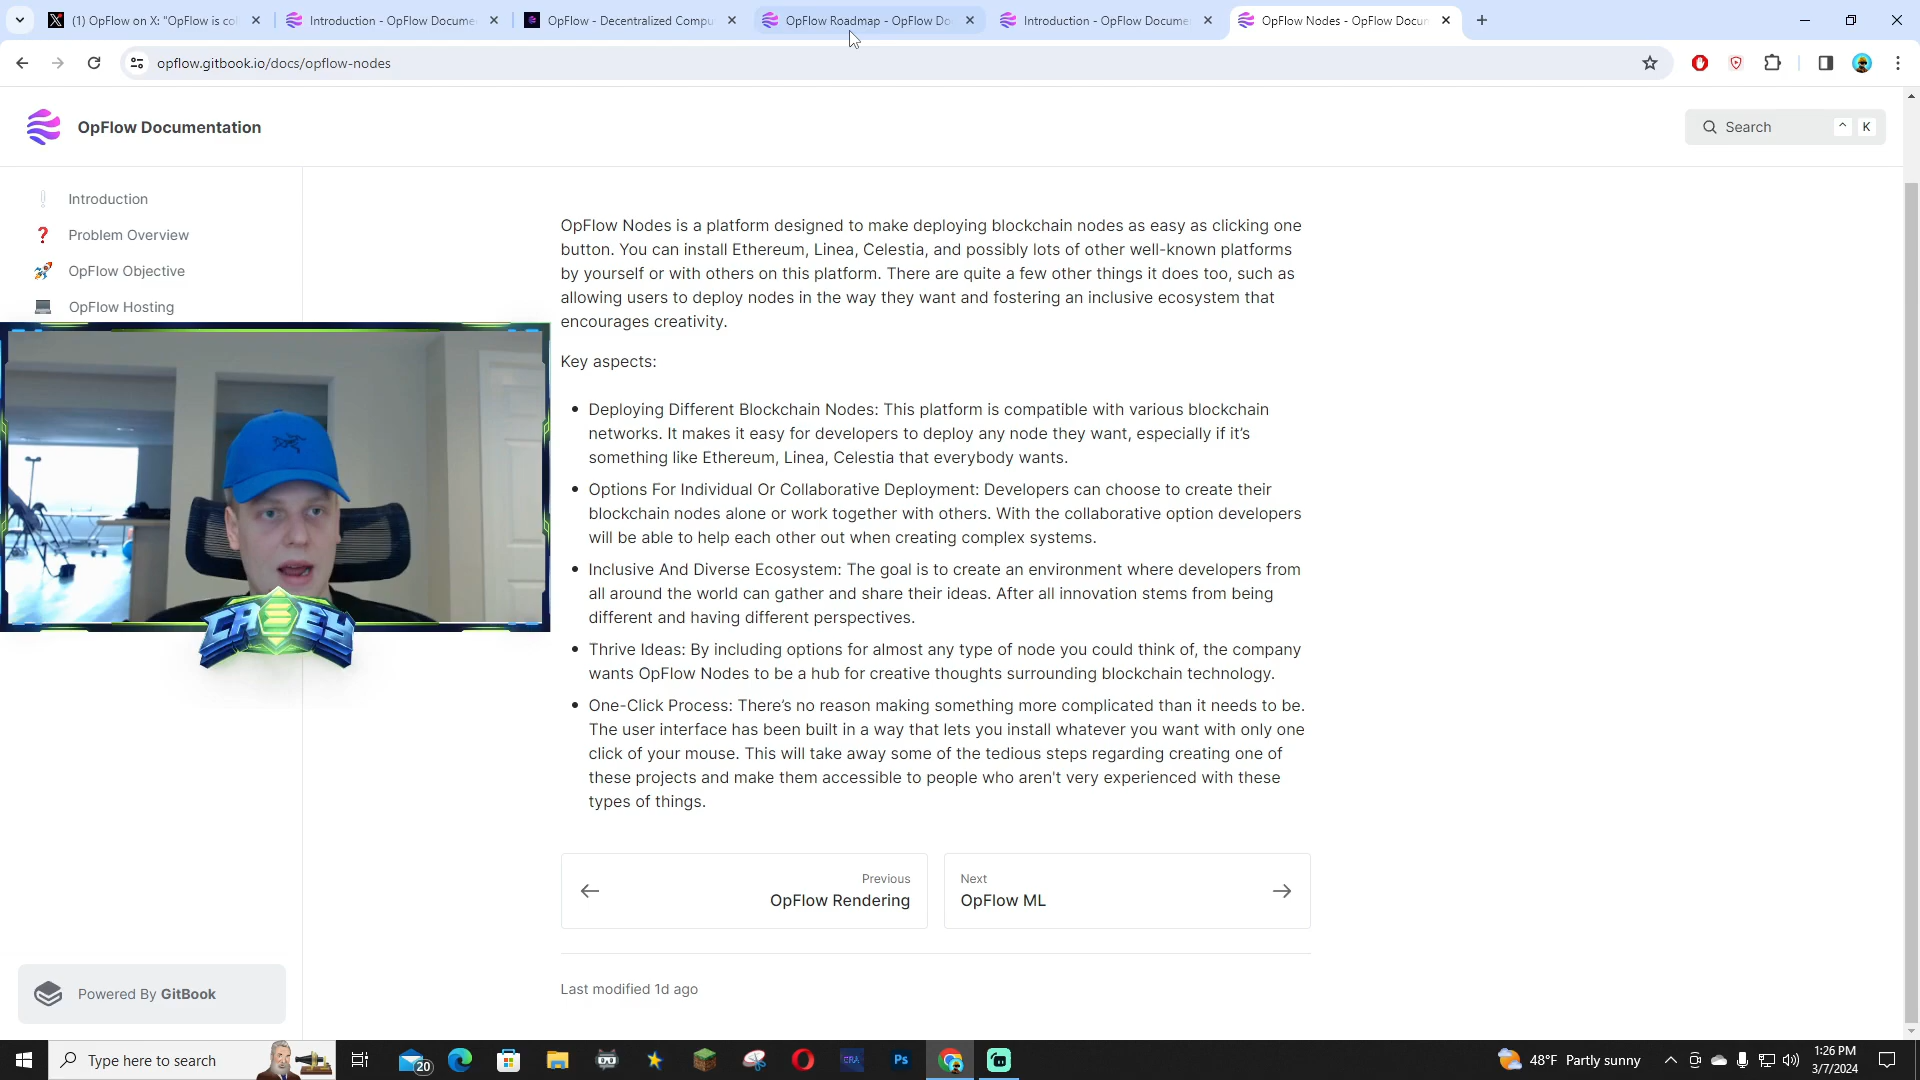 (1) OpFlow on X: "OpFlow is co
Introduction - OpFlow Docume
OpFlow - Decentralized Compu
OpFlow Roadmap - OpFlow Do
Introduction - OpFlow Docume
OpFlow Nodes - OpFlow Docun
opflow.gitbook.io/docs/opflow-nodes
OpFlow Documentation
Search
^ K
Introduction
Problem Overview
OpFlow Objective
OpFlow Hosting
OpFlow Nodes is a platform designed to make deploying blockchain nodes as easy as clicking one
button. You can install Ethereum, Linea, Celestia, and possibly lots of other well-known platforms
by yourself or with others on this platform. There are quite a few other things it does too, such as
allowing users to deploy nodes in the way they want and fostering an inclusive ecosystem that
encourages creativity.
Key aspects:
• Deploying Different Blockchain Nodes: This platform is compatible with various blockchain
networks. It makes it easy for developers to deploy any node they want, especially if it's
something like Ethereum, Linea, Celestia that everybody wants.
• Options For Individual Or Collaborative Deployment: Developers can choose to create their
blockchain nodes alone or work together with others. With the collaborative option developers
will be able to help each other out when creating complex systems.
• Inclusive And Diverse Ecosystem: The goal is to create an environment where developers from
all around the world can gather and share their ideas. After all innovation stems from being
different and having different perspectives.
• Thrive Ideas: By including options for almost any type of node you could think of, the company
wants OpFlow Nodes to be a hub for creative thoughts surrounding blockchain technology.
• One-Click Process: There's no reason making something more complicated than it needs to be.
The user interface has been built in a way that lets you install whatever you want with only one
click of your mouse. This will take away some of the tedious steps regarding creating one of
these projects and make them accessible to people who aren't very experienced with these
types of things.
CASEY
Previous
OpFlow Rendering
Next
OpFlow ML
Last modified 1d ago
Powered By GitBook
Type here to search
20
Ps
48°F Partly sunny
1:26 PM
3/7/2024